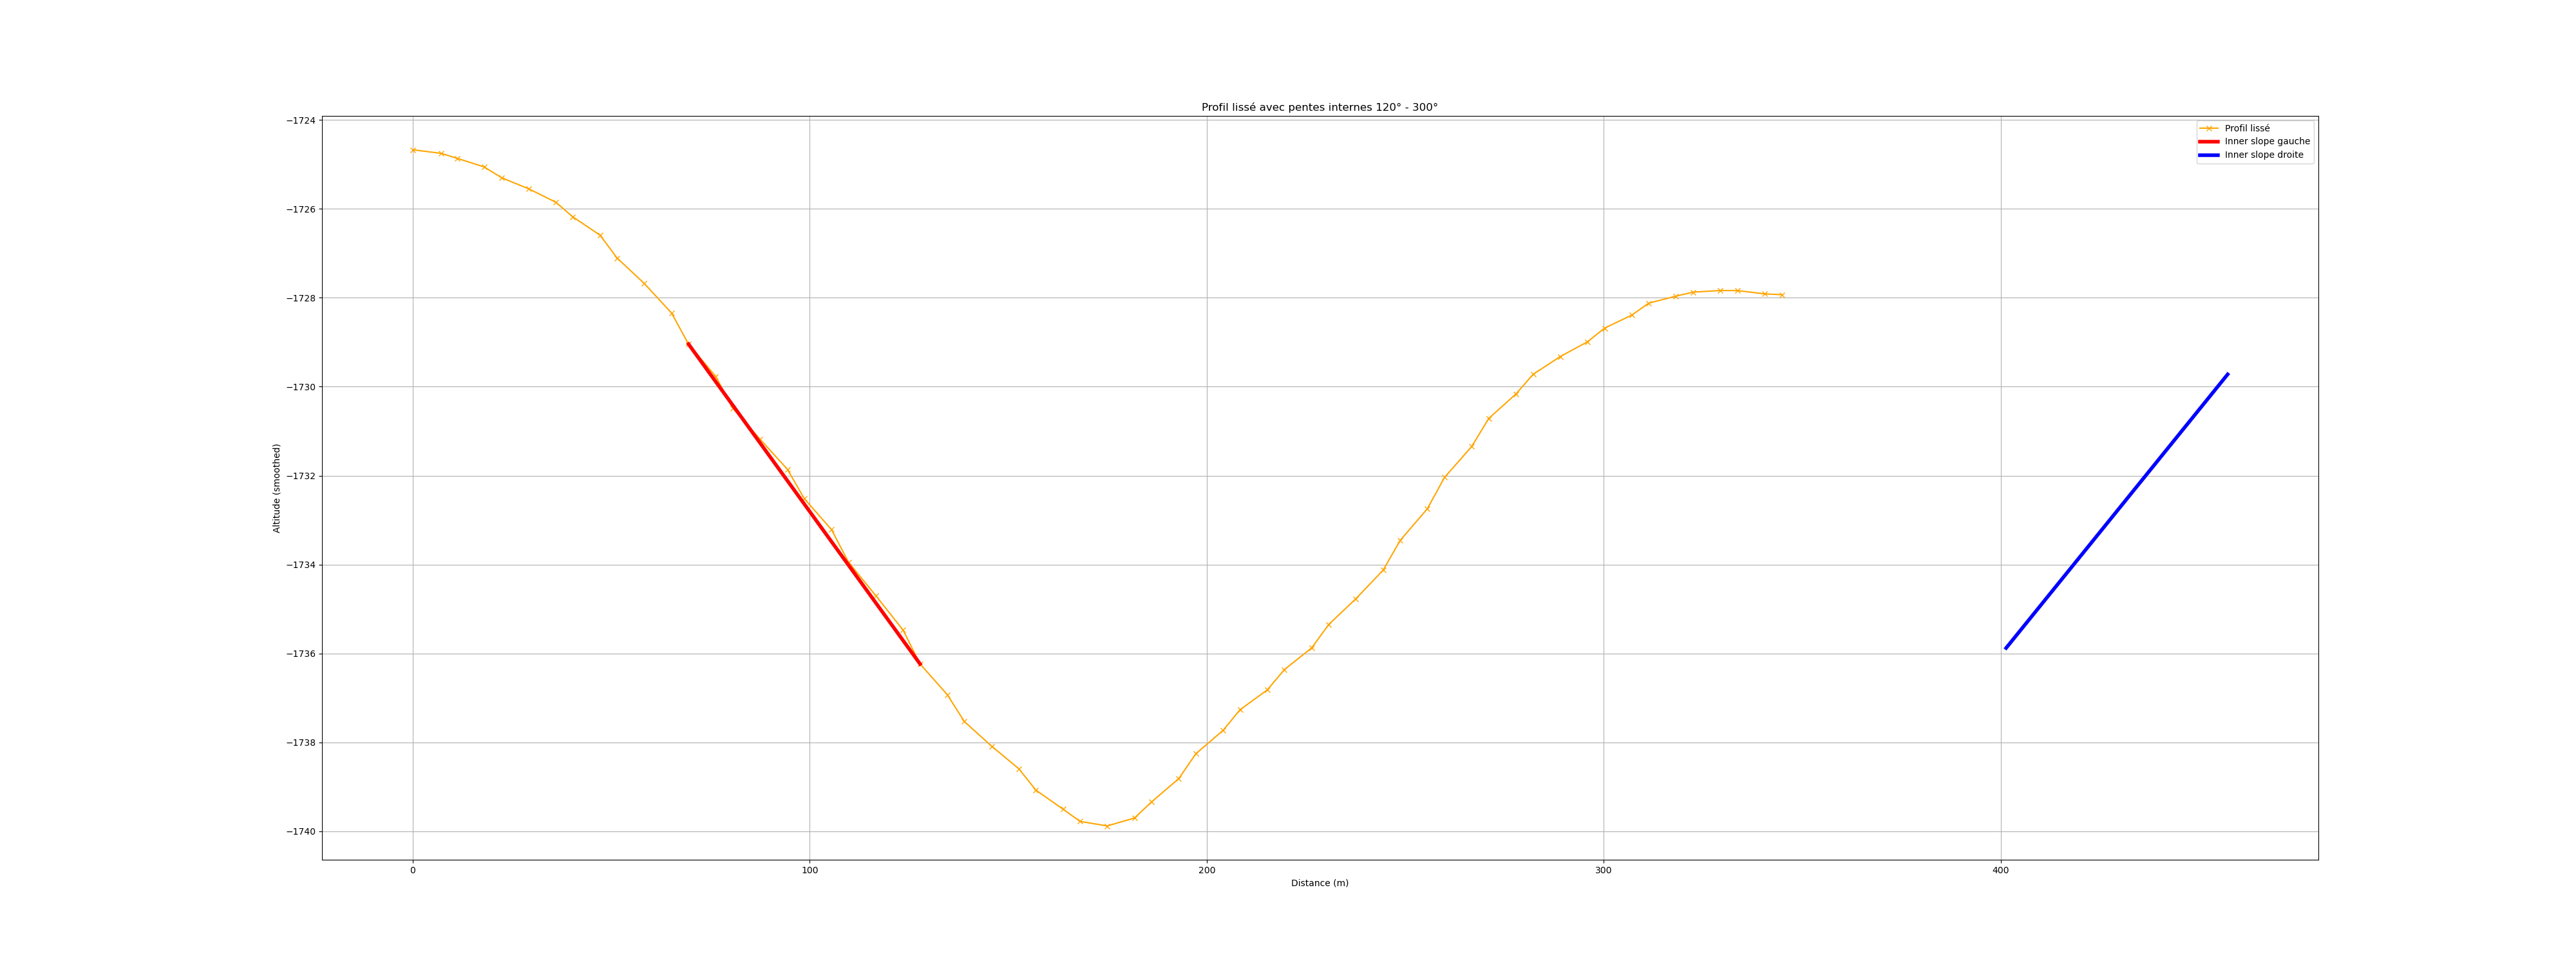 Profil lissé avec pentes internes 120° - 300°
Profil lissé
Inner slope gauche
Inner slope droite
−1724
−1726
−1728
−1730
−1732
−1734
−1736
−1738
−1740
Altitude (smoothed)
0
100
200
300
400
Distance (m)